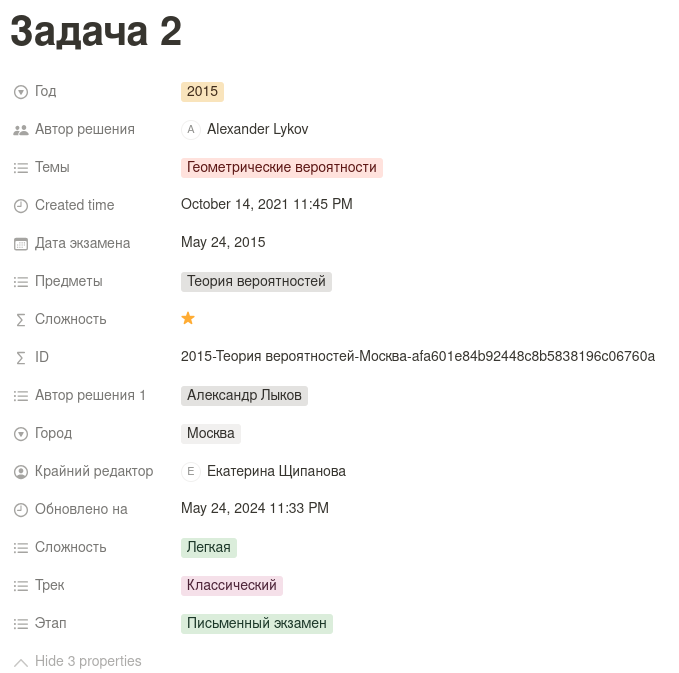 Задача 2
Год 2015
Автор решения A Alexander Lykov
Темы Геометрические вероятности
Created time October 14, 2021 11:45 PM
Дата экзамена May 24, 2015
Предметы Теория вероятностей
Сложность
ID 2015-Теория вероятностей-Москва-afa601e84b92448c8b5838196c06760a
Автор решения 1 Александр Лыков
Город Москва
Крайний редактор E Екатерина Щипанова
Обновлено на May 24, 2024 11:33 PM
Сложность Легкая
Трек Классический
Этап Письменный экзамен
Hide 3 properties